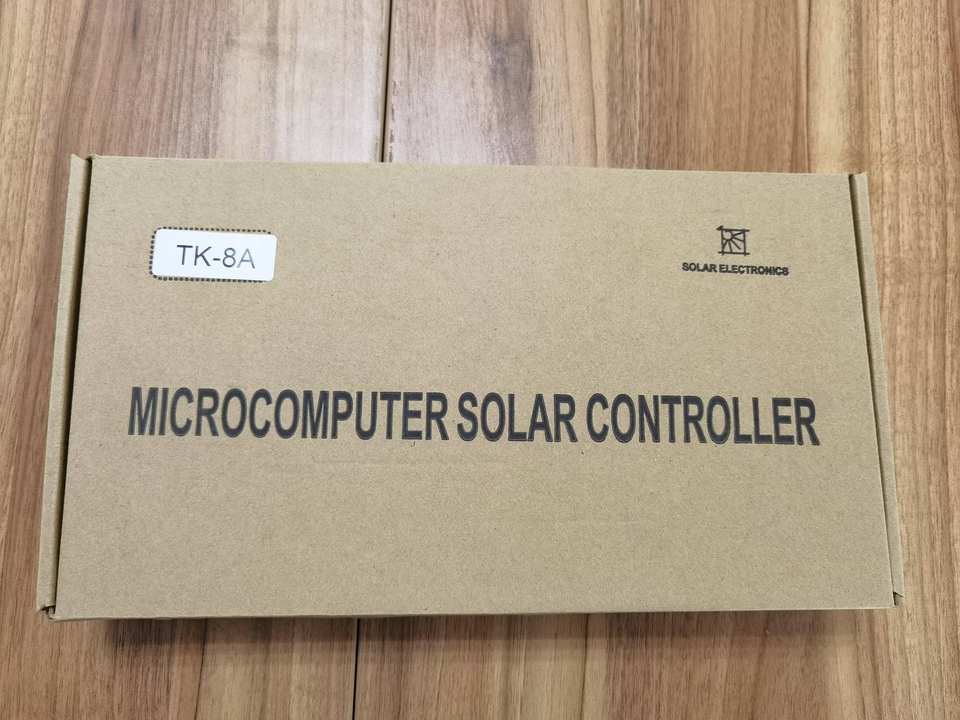 TK-8A
SOLAR ELECTRONICS
MICROCOMPUTER SOLAR CONTROLLER